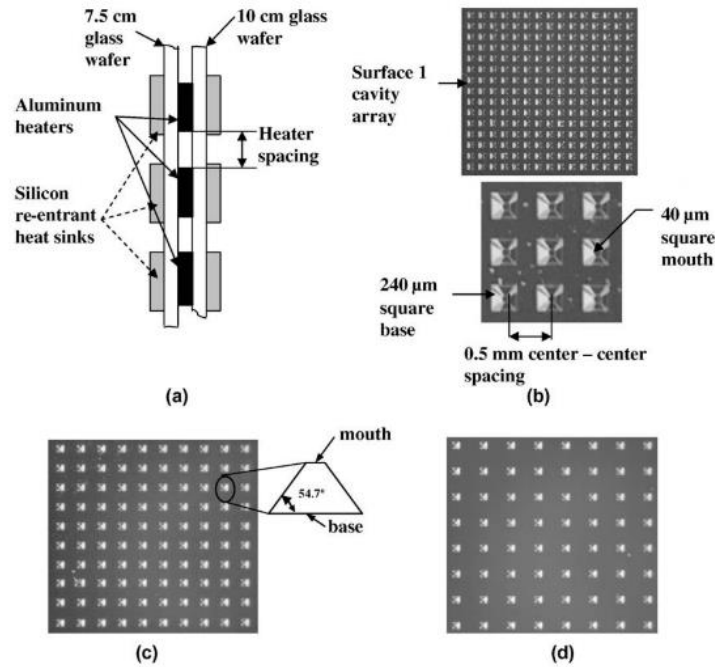 7.5 cm
glass
wafer
10 cm glass
wafer
Aluminum
heaters
Heater
spacing
Silicon
re-entrant
heat sinks
(a)
Surface 1
cavity
array
40 μm
square
mouth
240 μm
square
base
0.5 mm center – center
spacing
(b)
mouth
54.7°
base
(c)
(d)